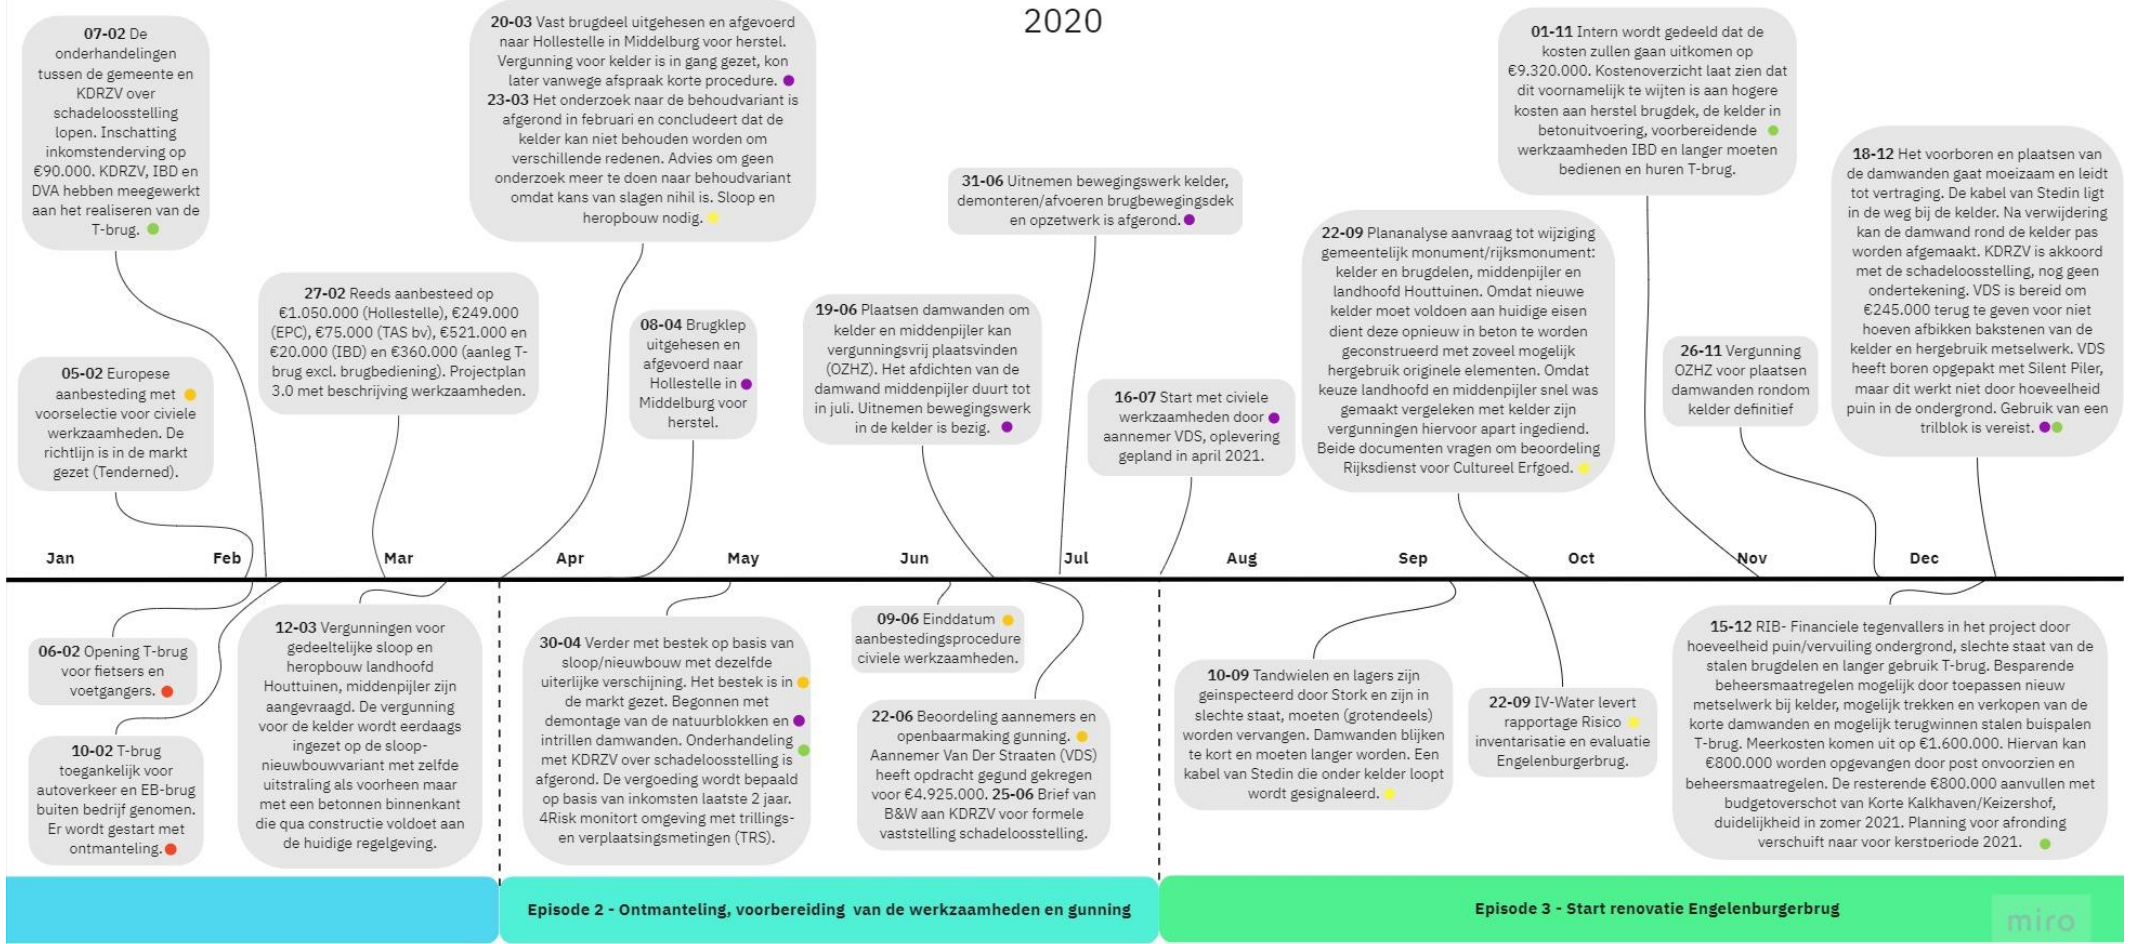 2020
07-02 De
onderhandelingen
tussen de gemeente en
KDRZV over
schadeloosstelling
lopen. Inschatting
inkomstenderving op
€90.000. KDRZV, IBD en
DVA hebben meegewerkt
aan het realiseren van de
T-brug.
05-02 Europese
aanbesteding met
voorselectie voor civiele
werkzaamheden. De
richtlijn is in de markt
gezet (Tenderned).
27-02 Reeds aanbesteed op
€1.050.000 (Hollestelle), €249.000
(EPC), €75.000 (TAS bv), €521.000 en
€20.000 (IBD) en €360.000 (aanleg T-
brug excl. brugbediening). Projectplan
3.0 met beschrijving werkzaamheden.
20-03 Vast brugdeel uitgehesen en afgevoerd
naar Hollestelle in Middelburg voor herstel.
Vergunning voor kelder is in gang gezet, kon
later vanwege afspraak korte procedure.
23-03 Het onderzoek naar de behoudvariant is
afgerond in februari en concludeert dat de
kelder kan niet behouden worden om
verschillende redenen. Advies om geen
onderzoek meer te doen naar behoudvariant
omdat kans van slagen nihil is. Sloop en
heropbouw nodig.
08-04 Brugklep
uitgehesen en
afgevoerd naar
Hollestelle in
Middelburg voor
herstel.
19-06 Plaatsen damwanden om
kelder en middenpijler kan
vergunningsvrij plaatsvinden
(OZHZ). Het afdichten van de
damwand middenpijler duurt tot
in juli. Uitnemen bewegingswerk
in de kelder is bezig.
31-06 Uitnemen bewegingswerk kelder,
demonteren/afvoeren brugbewegingsdek
en opzetwerk is afgerond.
16-07 Start met civiele
werkzaamheden door
aannemer VDS, oplevering
gepland in april 2021.
22-09 Plananalyse aanvraag tot wijziging
gemeentelijk monument/rijksmonument:
kelder en brugdelen, middenpijler en
landhoofd Houttuinen. Omdat nieuwe
kelder moet voldoen aan huidige eisen
dient deze opnieuw in beton te worden
geconstrueerd met zoveel mogelijk
hergebruik originele elementen. Omdat
keuze landhoofd en middenpijler snel was
gemaakt vergeleken met kelder zijn
vergunningen hiervoor apart ingediend.
Beide documenten vragen om beoordeling
Rijksdienst voor Cultureel Erfgoed.
01-11 Intern wordt gedeeld dat de
kosten zullen gaan uitkomen op
€9.320.000. Kostenoverzicht laat zien dat
dit voornamelijk te wijten is aan hogere
kosten aan herstel brugdek, de kelder in
betonuitvoering, voorbereidende
werkzaamheden IBD en langer moeten
bedienen en huren T-brug.
26-11 Vergunning
OZHZ voor plaatsen
damwanden rondom
kelder definitief
18-12 Het voorboren en plaatsen van
de damwanden gaat moeizaam en leidt
tot vertraging. De kabel van Stedin ligt
in de weg bij de kelder. Na verwijdering
kan de damwand rond de kelder pas
worden afgemaakt. KDRZV is akkoord
met de schadeloosstelling, nog geen
ondertekening. VDS is bereid om
€245.000 terug te geven voor niet
hoeven afbikken bakstenen van de
kelder en hergebruik metselwerk. VDS
heeft boren opgepakt met Silent Piler,
maar dit werkt niet door hoeveelheid
puin in de ondergrond. Gebruik van een
trilblok is vereist.
Jan Feb Mar Apr May Jun Jul Aug Sep Oct Nov Dec
06-02 Opening T-brug
voor fietsers en
voetgangers.
10-02 T-brug
toegankelijk voor
autoverkeer en EB-brug
buiten bedrijf genomen.
Er wordt gestart met
ontmanteling.
12-03 Vergunningen voor
gedeeltelijke sloop en
heropbouw landhoofd
Houttuinen, middenpijler zijn
aangevraagd. De vergunning
voor de kelder wordt eerdaags
ingezet op de sloop-
nieuwbouwvariant met zelfde
uitstraling als voorheen maar
met een betonnen binnenkant
die qua constructie voldoet aan
de huidige regelgeving.
30-04 Verder met bestek op basis van
sloop/nieuwbouw met dezelfde
uiterlijke verschijning. Het bestek is in
de markt gezet. Begonnen met
demontage van de natuurblokken en
intrillen damwanden. Onderhandeling
met KDRZV over schadeloosstelling is
afgerond. De vergoeding wordt bepaald
op basis van inkomsten laatste 2 jaar.
4Risk monitort omgeving met trillings-
en verplaatsingsmetingen (TRS).
09-06 Einddatum
aanbestedingsprocedure
civiele werkzaamheden.
22-06 Beoordeling aannemers en
openbaarmaking gunning.
Aannemer Van Der Straaten (VDS)
heeft opdracht gegund gekregen
voor €4.925.000. 25-06 Brief van
B&W aan KDRZV voor formele
vaststelling schadeloosstelling.
10-09 Tandwielen en lagers zijn
geinspecteerd door Stork en zijn in
slechte staat, moeten (grotendeels)
worden vervangen. Damwanden blijken
te kort en moeten langer worden. Een
kabel van Stedin die onder kelder loopt
wordt gesignaleerd.
22-09 IV-Water levert
rapportage Risico
inventarisatie en evaluatie
Engelenburgerbrug.
15-12 RIB- Financiele tegenvallers in het project door
hoeveelheid puin/vervuiling ondergrond, slechte staat van de
stalen brugdelen en langer gebruik T-brug. Besparende
beheersmaatregelen mogelijk door toepassen nieuw
metselwerk bij kelder, mogelijk trekken en verkopen van de
korte damwanden en mogelijk terugwinnen stalen buispalen
T-brug. Meerkosten komen uit op €1.600.000. Hiervan kan
€800.000 worden opgevangen door post onvoorzien en
beheersmaatregelen. De resterende €800.000 aanvullen met
budgetoverschot van Korte Kalkhaven/Keizershof,
duidelijkheid in zomer 2021. Planning voor afronding
verschuift naar voor kerstperiode 2021.
Episode 2 - Ontmanteling, voorbereiding van de werkzaamheden en gunning
Episode 3 - Start renovatie Engelenburgerbrug
miro